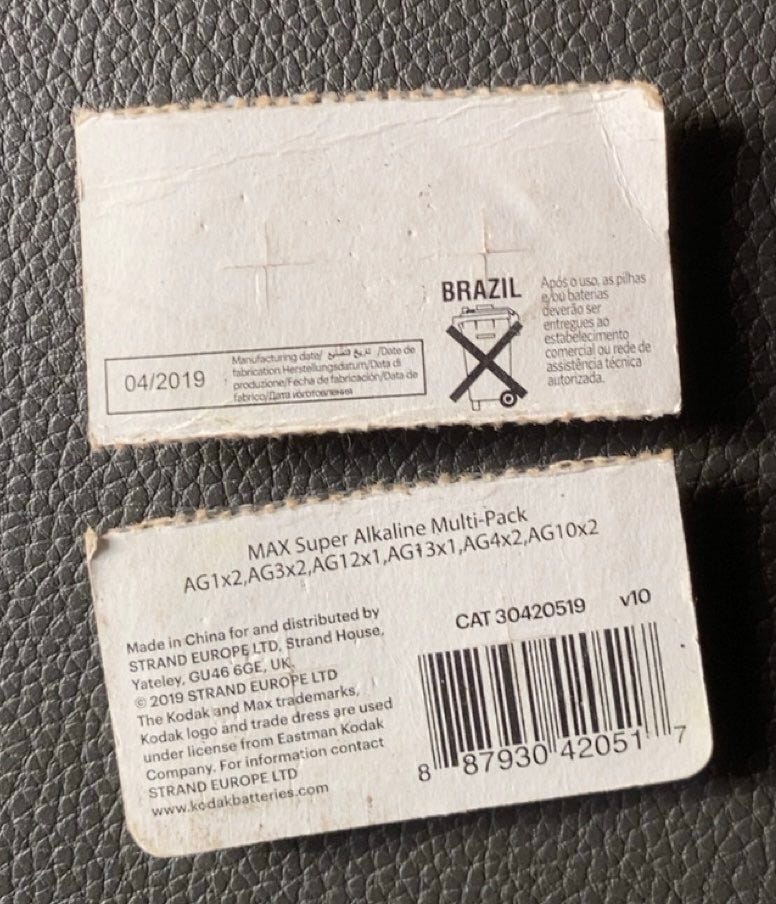 BRAZIL
Após o uso, as pilhas
e/ou baterias
deverão ser
entregues ao
estabelecimento
comercial ou rede de
assistência técnica
autorizada.
04/2019
Manufacturing date/ تاريخ /Date de
fabrication Herstellungsdatum/Data di
produzione/Fecha de fabricación/Data de
fabrico/Дата
MAX Super Alkaline Multi-Pack
AG1x2,AG3x2,AG12x1,AG13x1,AG4x2,AG10x2
CAT 30420519 v10
Made in China for and distributed by
STRAND EUROPE LTD, Strand House,
Yateley, GU46 6GE, UK.
© 2019 STRAND EUROPE LTD
The Kodak and Max trademarks,
Kodak logo and trade dress are used
under license from Eastman Kodak
Company. For information contact
STRAND EUROPE LTD
www.kodakbatteries.com
8 87930 42051 7